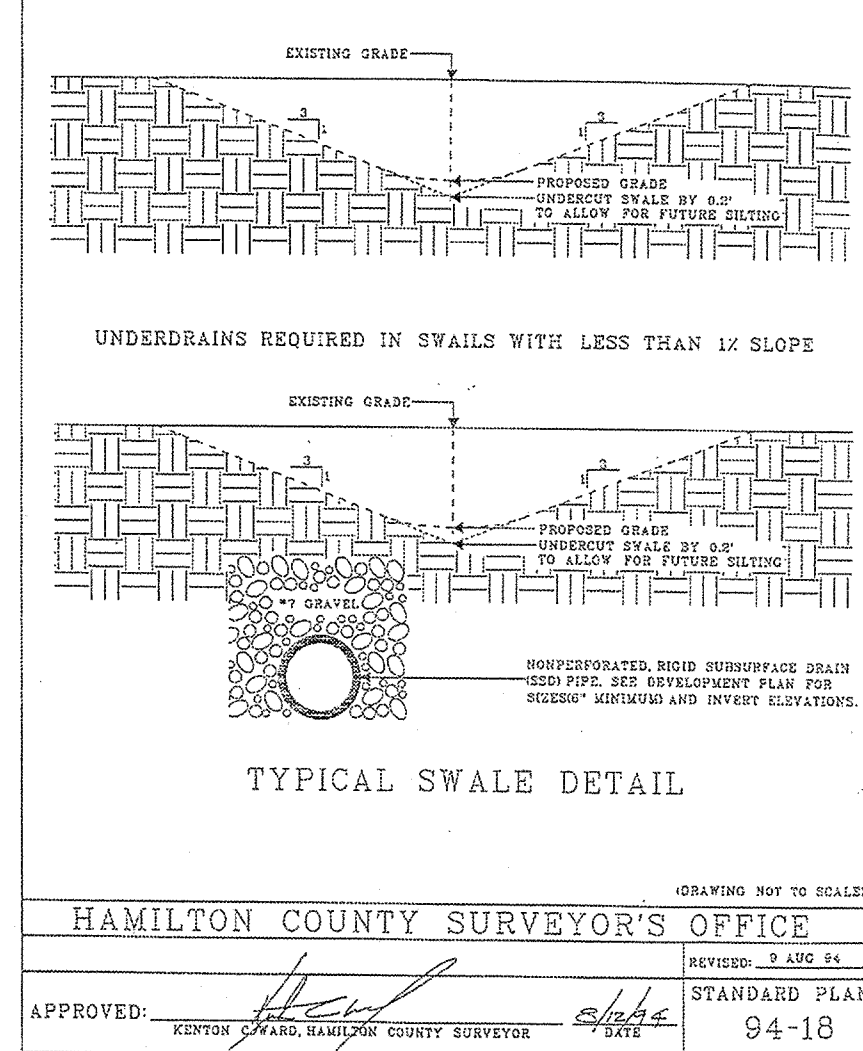 EXISTING GRADE
3
1
3
1
PROPOSED GRADE
UNDERCUT SWALE BY 0.2'
TO ALLOW FOR FUTURE SILTING
UNDERDRAINS REQUIRED IN SWAILS WITH LESS THAN 1% SLOPE
EXISTING GRADE
3
1
3
1
PROPOSED GRADE
UNDERCUT SWALE BY 0.2'
TO ALLOW FOR FUTURE SILTING
#7 GRAVEL
NONPERFORATED, RIGID SUBSURFACE DRAIN
(SSD) PIPE. SEE DEVELOPMENT PLAN FOR
SIZES(6" MINIMUM) AND INVERT ELEVATIONS.
TYPICAL SWALE DETAIL
(DRAWING NOT TO SCALE)
HAMILTON COUNTY SURVEYOR'S OFFICE
REVISED: 9 AUG 94
APPROVED:
KENTON C. WARD, HAMILTON COUNTY SURVEYOR
8/12/94
DATE
STANDARD PLAN
94-18